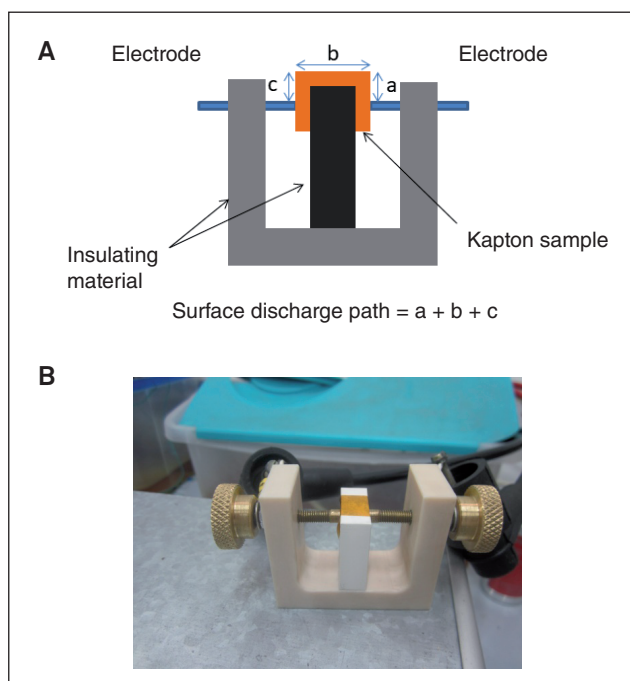 A
Electrode
b
Electrode
c
a
Insulating
material
Kapton sample
Surface discharge path = a + b + c
B